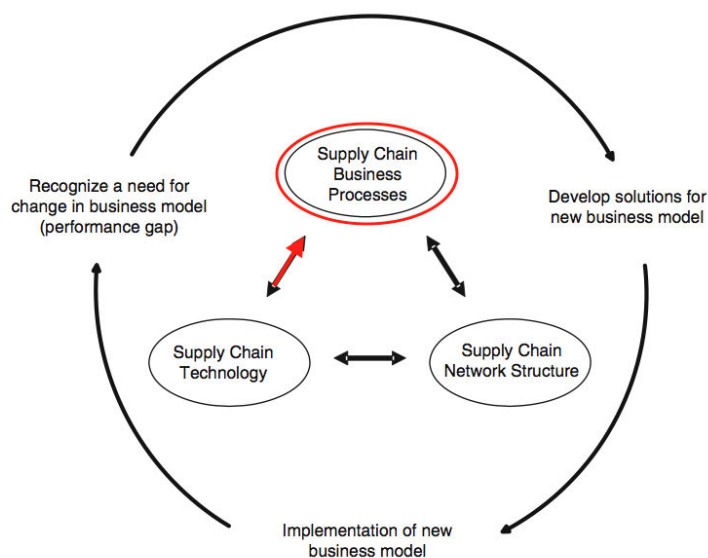 Supply Chain
Business
Processes
Recognize a need for
change in business model
(performance gap)
Develop solutions for
new business model
Supply Chain
Technology
Supply Chain
Network Structure
Implementation of new
business model